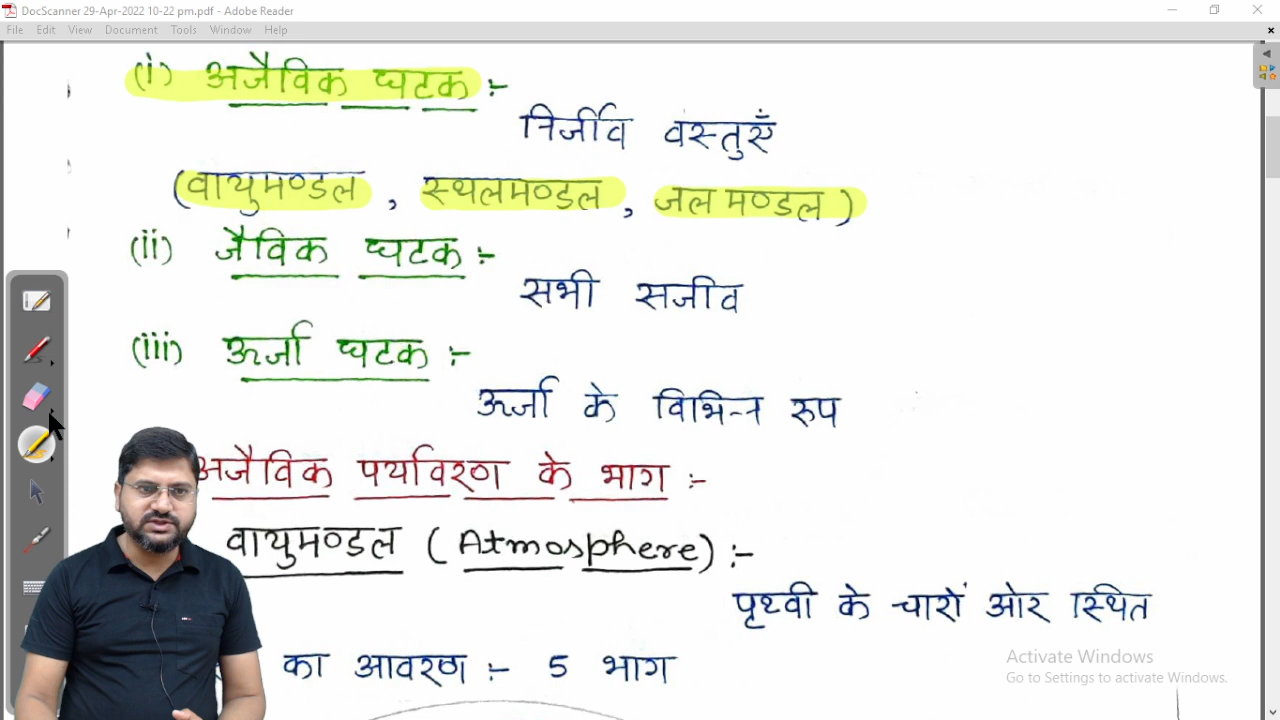 DocScanner 29-Apr-2022 10-22 pm.pdf - Adobe Reader
File Edit View Document Tools Window Help
(i) अजैविक घटक :-
निर्जीव वस्तुएँ
(वायुमण्डल, स्थलमण्डल, जल मण्डल)
(ii) जैविक घटक :-
सभी सजीव
(iii) ऊर्जा घटक :-
ऊर्जा के विभिन्न रूप
अजैविक पर्यावरण के भाग :-
वायुमण्डल (Atmosphere) :-
पृथ्वी के चारों ओर स्थित
का आवरण :- 5 भाग
Activate Windows
Go to Settings to activate Windows.